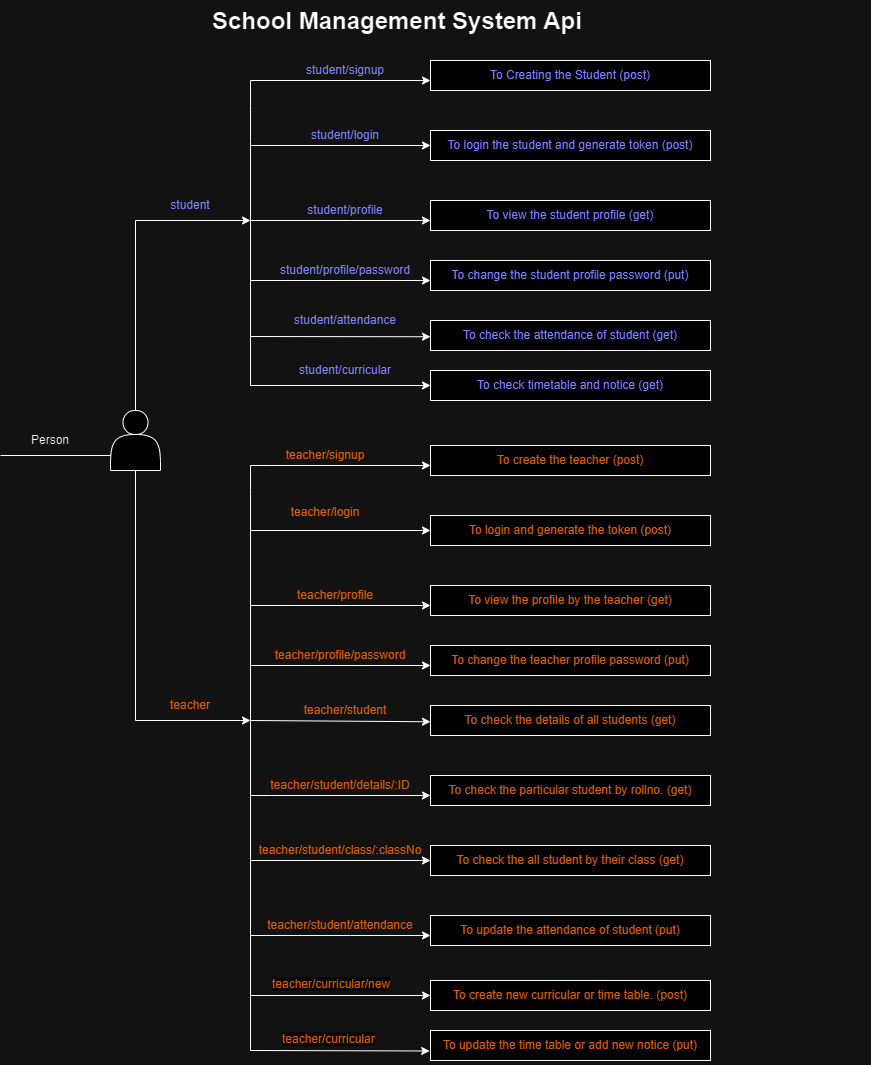 School Management System Api
student/signup
To Creating the Student (post)
student/login
To login the student and generate token (post)
student
student/profile
To view the student profile (get)
student/profile/password
To change the student profile password (put)
student/attendance
To check the attendance of student (get)
student/curricular
To check timetable and notice (get)
Person
teacher/signup
To create the teacher (post)
teacher/login
To login and generate the token (post)
teacher/profile
To view the profile by the teacher (get)
teacher/profile/password
To change the teacher profile password (put)
teacher
teacher/student
To check the details of all students (get)
teacher/student/details/:ID
To check the particular student by rollno. (get)
teacher/student/class/:classNo
To check the all student by their class (get)
teacher/student/attendance
To update the attendance of student (put)
teacher/curricular/new
To create new curricular or time table. (post)
teacher/curricular
To update the time table or add new notice (put)